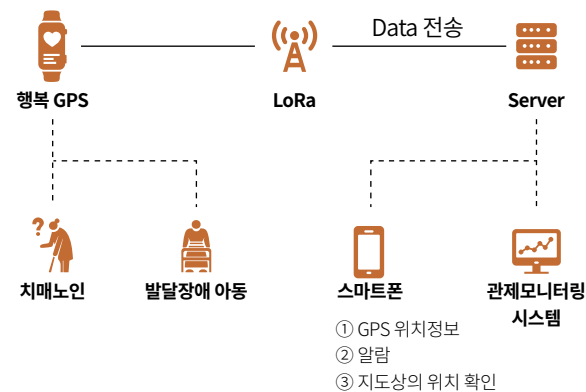 Data 전송
행복 GPS
LoRa
Server
?
치매노인
발달장애 아동
스마트폰
관제모니터링
시스템
① GPS 위치정보
② 알람
③ 지도상의 위치 확인